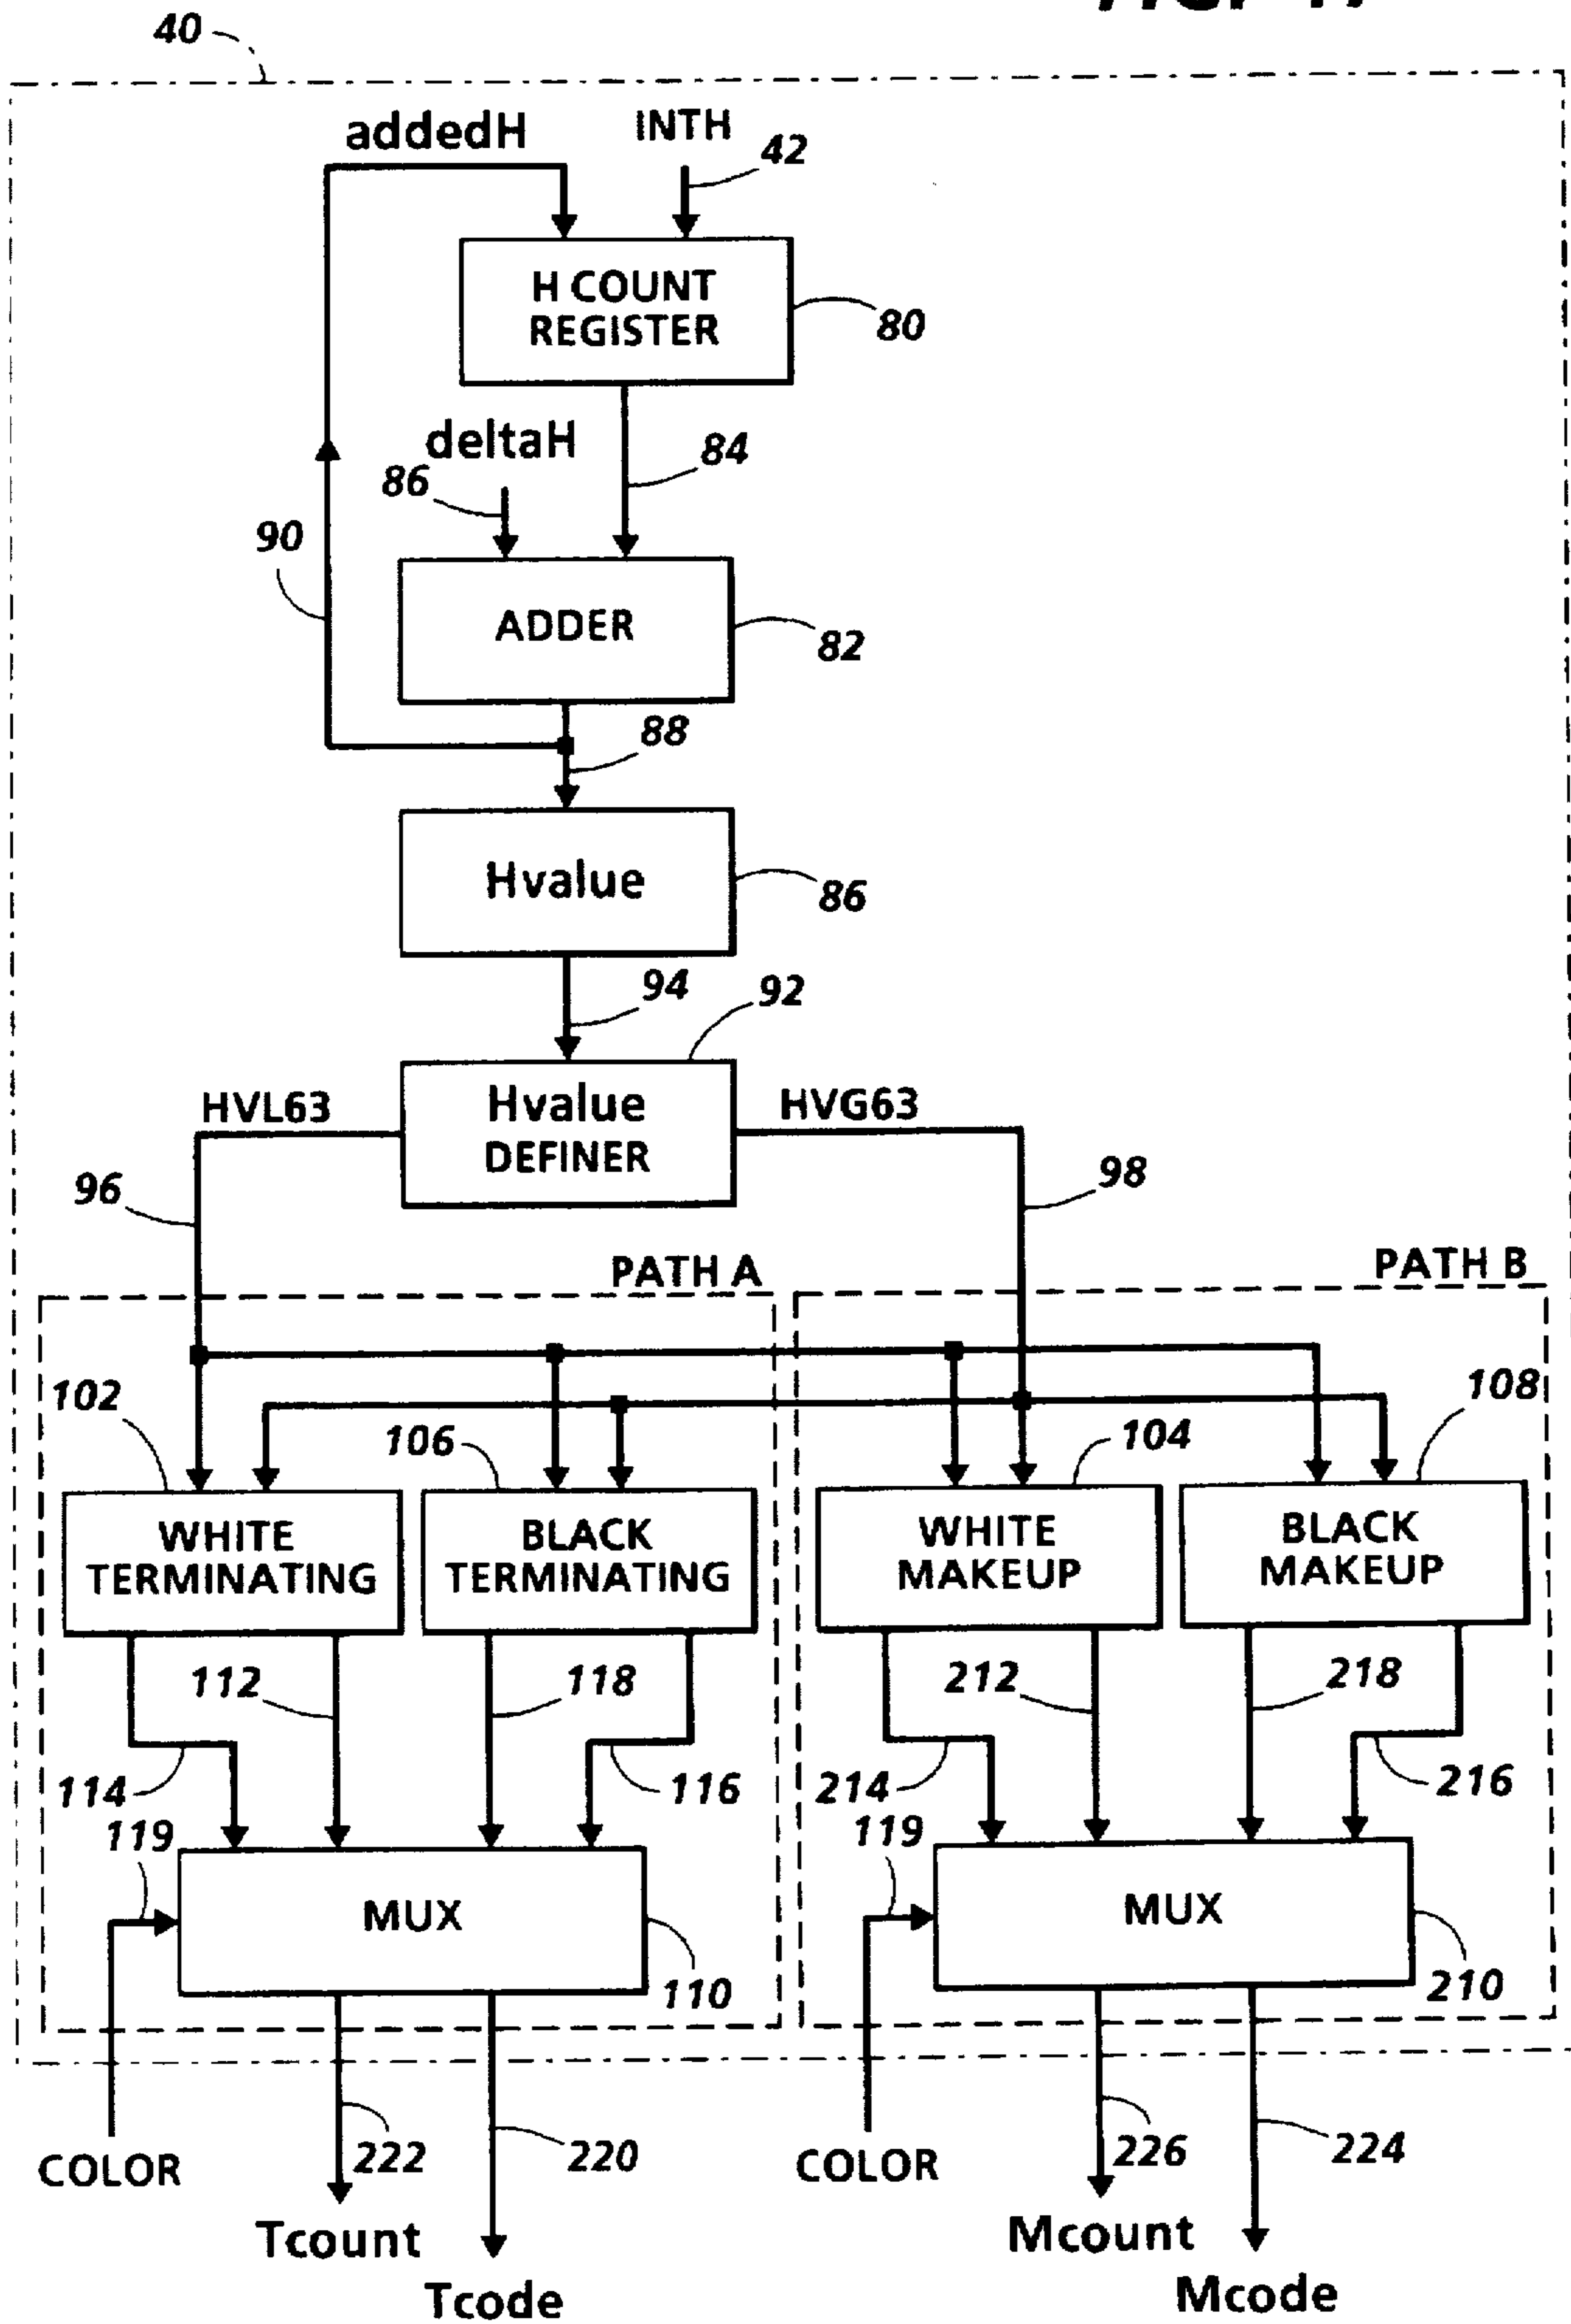 40
addedH
INTH
42
H COUNT
REGISTER
80
deltaH
86
84
90
ADDER
82
88
Hvalue
86
94
92
HVL63
Hvalue
DEFINER
HVG63
96
98
PATH A
PATH B
102
106
104
108
WHITE
TERMINATING
BLACK
TERMINATING
WHITE
MAKEUP
BLACK
MAKEUP
112
118
212
218
114
116
214
216
119
119
MUX
MUX
110
210
COLOR
222
220
COLOR
226
224
Tcount
Mcount
Tcode
Mcode